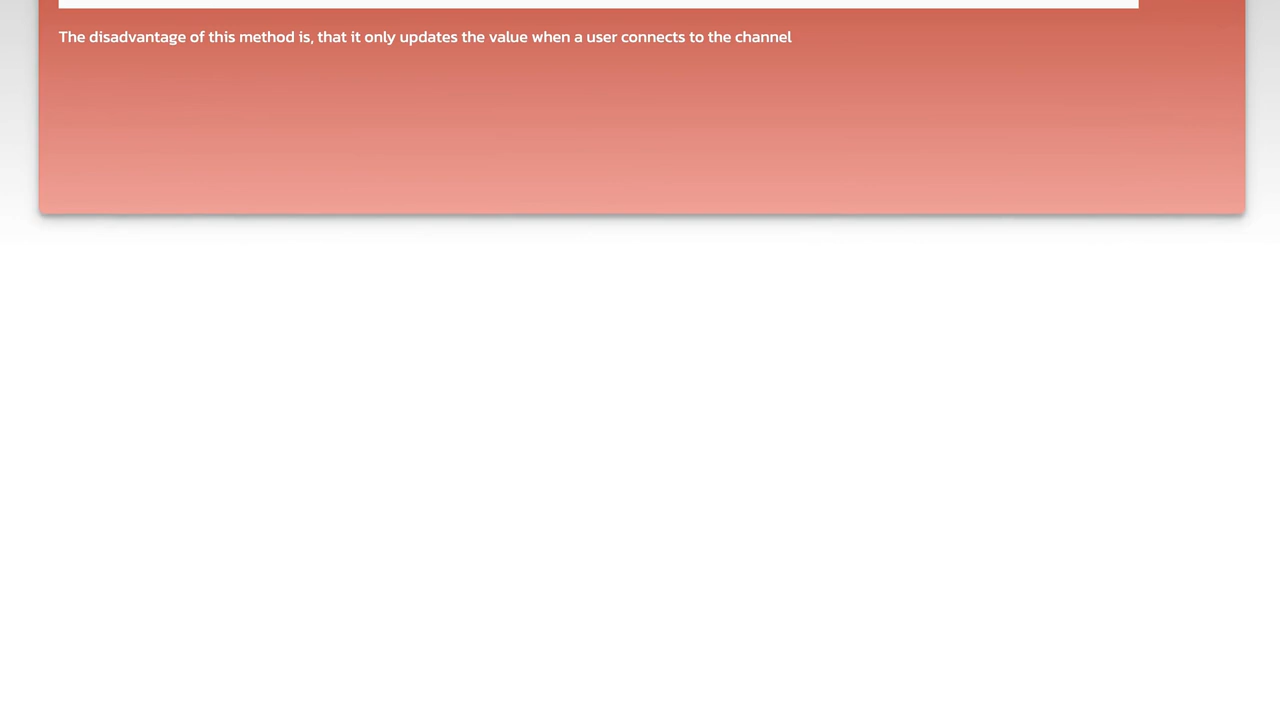 The disadvantage of this method is, that it only updates the value when a user connects to the channel